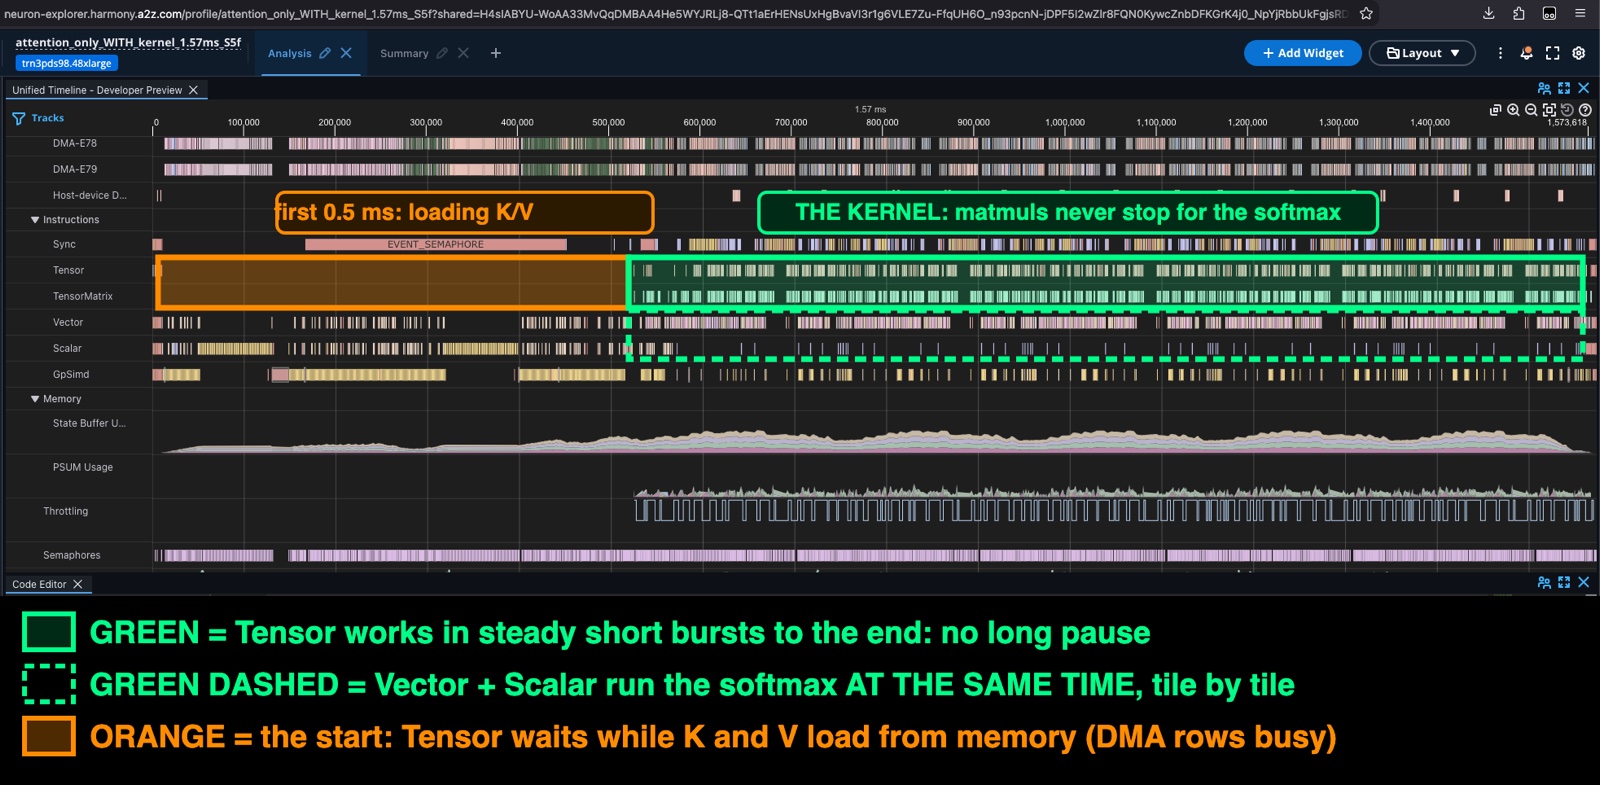 neuron-explorer.harmony.a2z.com/profile/attention_only_WITH_kernel_1.57ms_S5f?shared=
attention_only_WITH_kernel_1.57ms_S5f
trn3pds98.48xlarge
Analysis
Summary
+ Add Widget
Layout
Unified Timeline - Developer Preview
Tracks
1.57 ms
0 100,000 200,000 300,000 400,000 500,000 600,000 700,000 800,000 900,000 1,000,000 1,100,000 1,200,000 1,300,000 1,400,000 1,573,618
DMA-E78
DMA-E79
Host-device D...
first 0.5 ms: loading K/V
THE KERNEL: matmuls never stop for the softmax
Instructions
Sync
EVENT_SEMAPHORE
Tensor
TensorMatrix
Vector
Scalar
GpSimd
Memory
State Buffer U...
PSUM Usage
Throttling
Semaphores
Code Editor
GREEN = Tensor works in steady short bursts to the end: no long pause
GREEN DASHED = Vector + Scalar run the softmax AT THE SAME TIME, tile by tile
ORANGE = the start: Tensor waits while K and V load from memory (DMA rows busy)